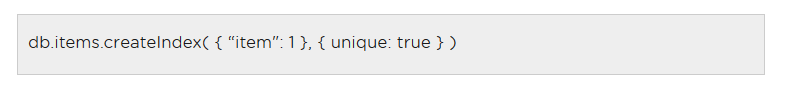 db.items.createIndex( { “item”: 1 }, { unique: true } )